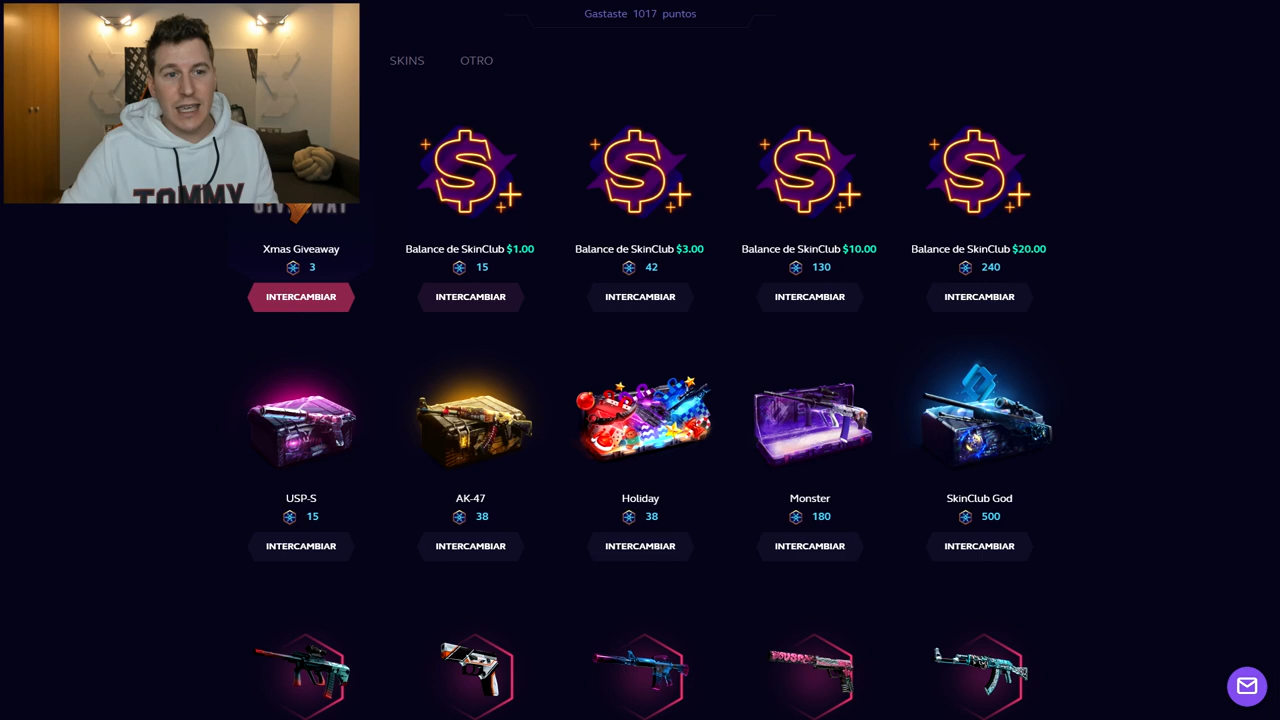 Gastaste 1017 puntos
SKINS
OTRO
TOMMY
Xmas Giveaway
3
INTERCAMBIAR
Balance de SkinClub $1.00
15
INTERCAMBIAR
Balance de SkinClub $3.00
42
INTERCAMBIAR
Balance de SkinClub $10.00
130
INTERCAMBIAR
Balance de SkinClub $20.00
240
INTERCAMBIAR
USP-S
15
INTERCAMBIAR
AK-47
38
INTERCAMBIAR
Holiday
38
INTERCAMBIAR
Monster
180
INTERCAMBIAR
SkinClub God
500
INTERCAMBIAR